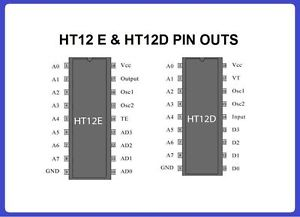 HT12 E & HT12D PIN OUTS
A0 Vcc
A1 Output
A2 Osc1
A3 Osc2
A4 TE
A5 AD3
A6 AD3
A7 AD1
GND AD0
HT12E
A0 Vcc
A1 VT
A2 Osc1
A3 Osc2
A4 Input
A5 D3
A6 D2
A7 D1
GND D0
HT12D